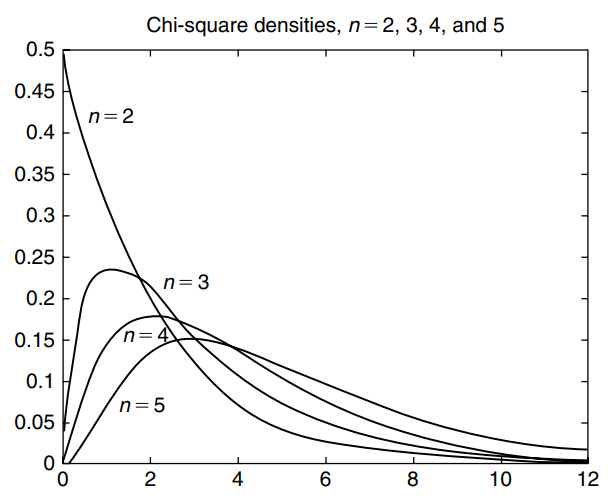 Chi-square densities, n = 2, 3, 4, and 5
0.5
0.45
n = 2
0.4
0.35
0.3
0.25
n = 3
0.2
0.15
n = 4
0.1
n = 5
0.05
0
0 2 4 6 8 10 12